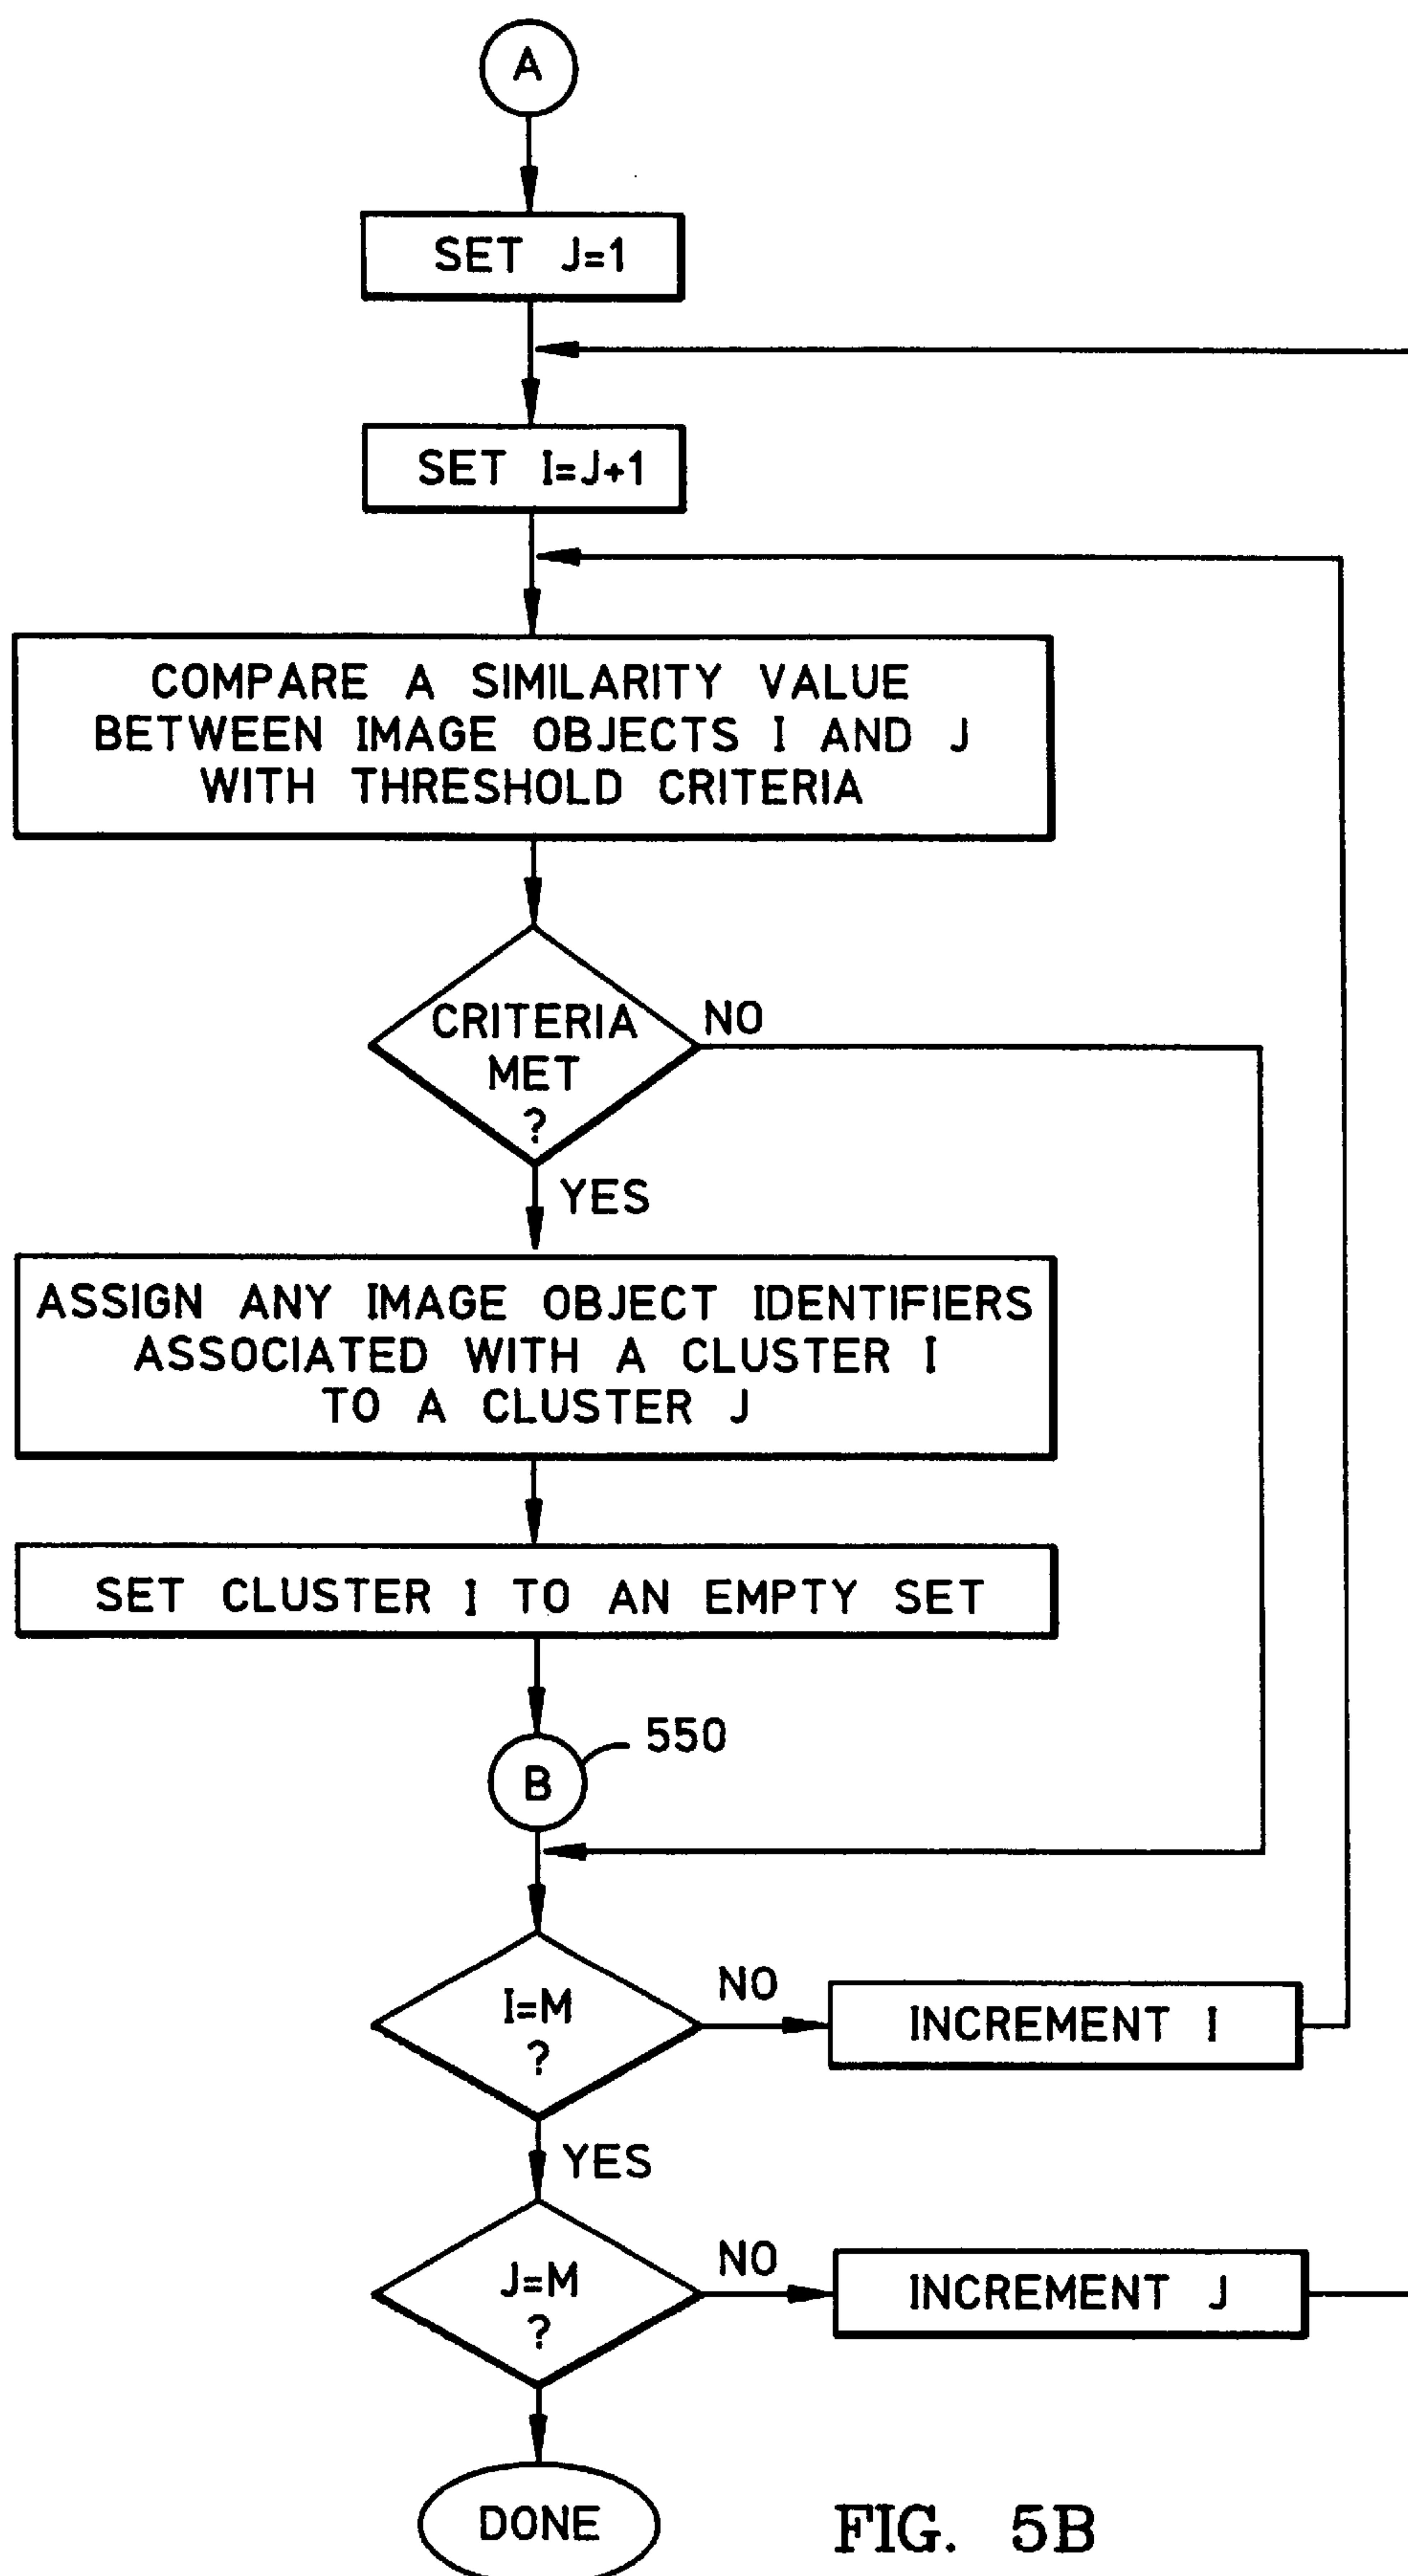 A
SET J=1
SET I=J+1
COMPARE A SIMILARITY VALUE
BETWEEN IMAGE OBJECTS I AND J
WITH THRESHOLD CRITERIA
CRITERIA
MET
?
NO
YES
ASSIGN ANY IMAGE OBJECT IDENTIFIERS
ASSOCIATED WITH A CLUSTER I
TO A CLUSTER J
SET CLUSTER I TO AN EMPTY SET
B
550
I=M
?
NO
INCREMENT I
YES
J=M
?
NO
INCREMENT J
DONE
FIG. 5B